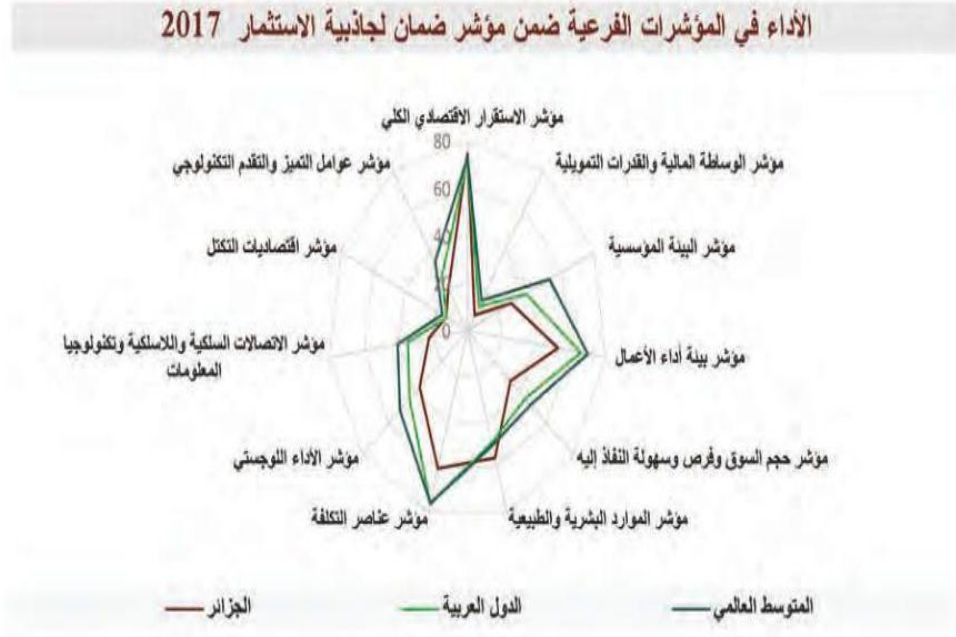 الأداء في المؤشرات الفرعية ضمن مؤشر ضمان لجاذبية الاستثمار 2017
مؤشر الاستقرار الاقتصادي الكلي
80
مؤشر الوساطة المالية والقدرات التمويلية
مؤشر عوامل التميز والتقدم التكنولوجي
60
مؤشر البيئة المؤسسية
40
مؤشر اقتصاديات التكتل
20
0
مؤشر بيئة أداء الأعمال
مؤشر الاتصالات السلكية واللاسلكية وتكنولوجيا
المعلومات
مؤشر حجم السوق وفرص وسهولة النفاذ إليه
مؤشر الأداء اللوجستي
مؤشر الموارد البشرية والطبيعية
مؤشر عناصر التكلفة
المتوسط العالمي
الدول العربية
الجزائر